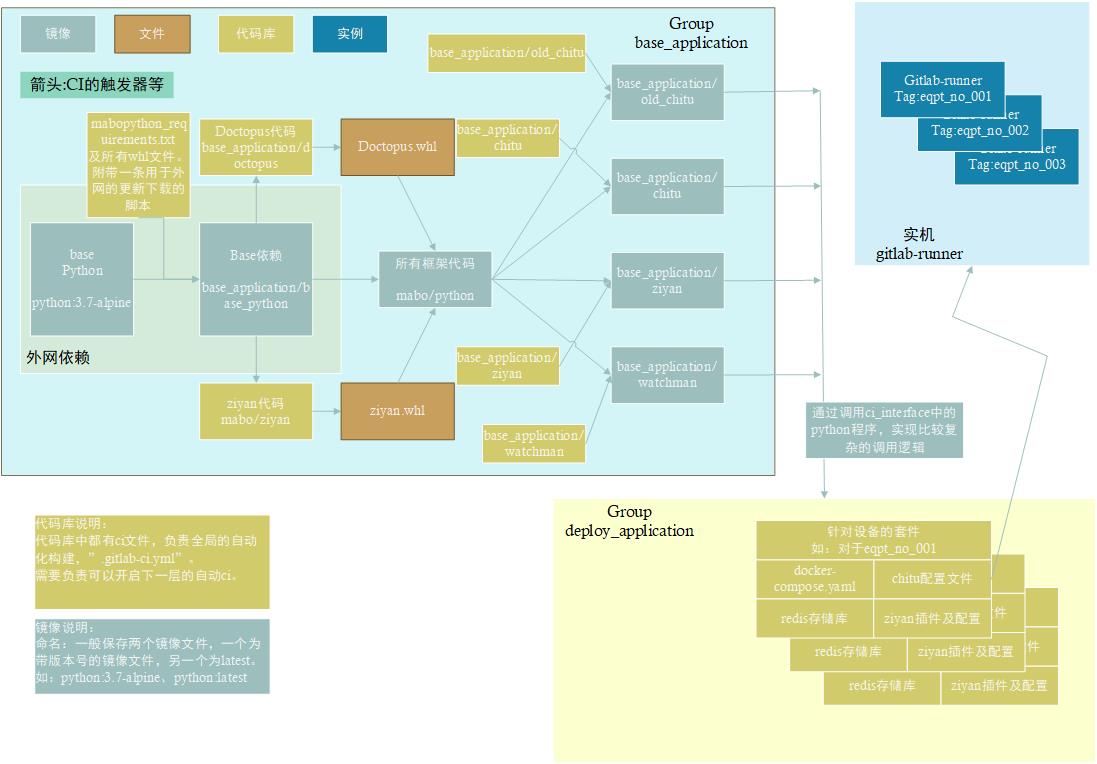 镜像
文件
代码库
实例
Group
base_application
箭头:CI的触发器等
base_application/old_chitu
base_application/
old_chitu
mabopython_req
uirements.txt
及所有whl文件。
附带一条用于外
网的更新下载的
脚本
Doctopus代码
base_application/d
octopus
Doctopus.whl
base_application/
chitu
base_application/
chitu
base
Python
python:3.7-alpine
Base依赖
base_application/b
ase_python
所有框架代码
mabo/python
base_application/
ziyan
外网依赖
base_application/
ziyan
base_application/
watchman
ziyan代码
mabo/ziyan
ziyan.whl
base_application/
watchman
Gitlab-runner
Tag:eqpt_no_001
Tag:eqpt_no_002
Tag:eqpt_no_003
实机
gitlab-runner
通过调用ci_interface中的
python程序，实现比较复
杂的调用逻辑
Group
deploy_application
针对设备的套件
如：对于eqpt_no_001
docker-
compose.yaml
chitu配置文件
redis存储库
ziyan插件及配置
件
redis存储库
ziyan插件及配置
件
redis存储库
ziyan插件及配置
代码库说明：
代码库中都有ci文件，负责全局的自动
化构建，”.gitlab-ci.yml”。
需要负责可以开启下一层的自动ci。
镜像说明：
命名：一般保存两个镜像文件，一个为
带版本号的镜像文件，另一个为latest。
如：python:3.7-alpine、python:latest